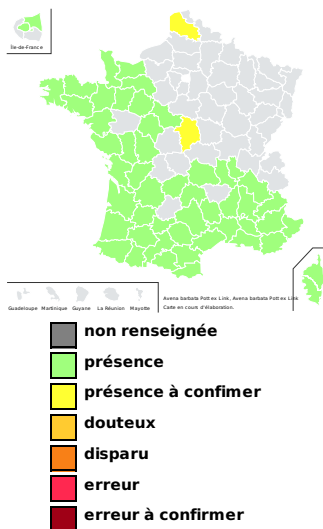 Île-de-France
Guadeloupe Martinique Guyane La Réunion Mayotte
Avena barbata Pott ex Link, Avena barbata Pott ex Link
Carte en cours d'élaboration.
non renseignée
présence
présence à confimer
douteux
disparu
erreur
erreur à confirmer